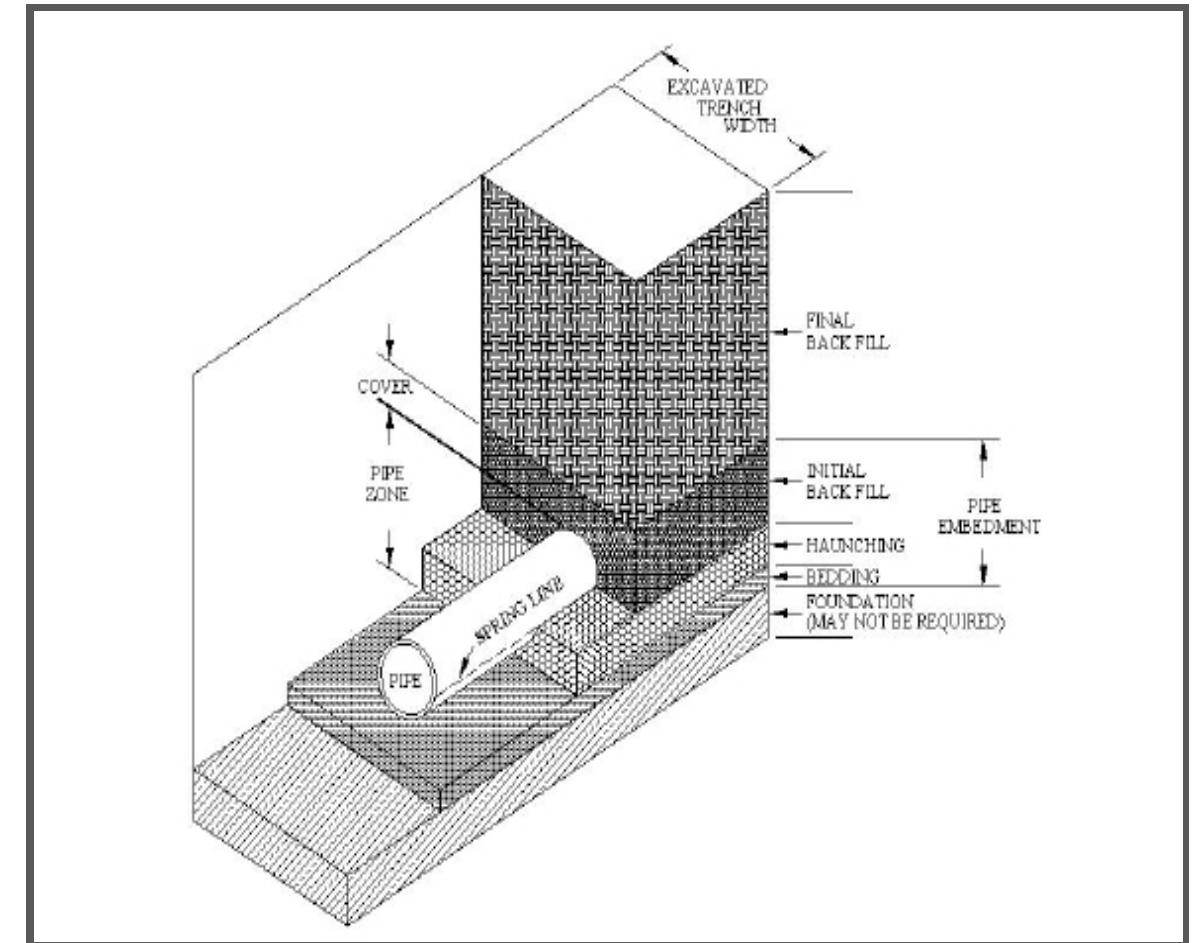 EXCAVATED
TRENCH
WIDTH
FINAL
BACK FILL
COVER
PIPE
ZONE
INITIAL
BACK FILL
PIPE
EMBEDMENT
HAUNCHING
BEDDING
FOUNDATION
(MAY NOT BE REQUIRED)
SPRING LINE
PIPE